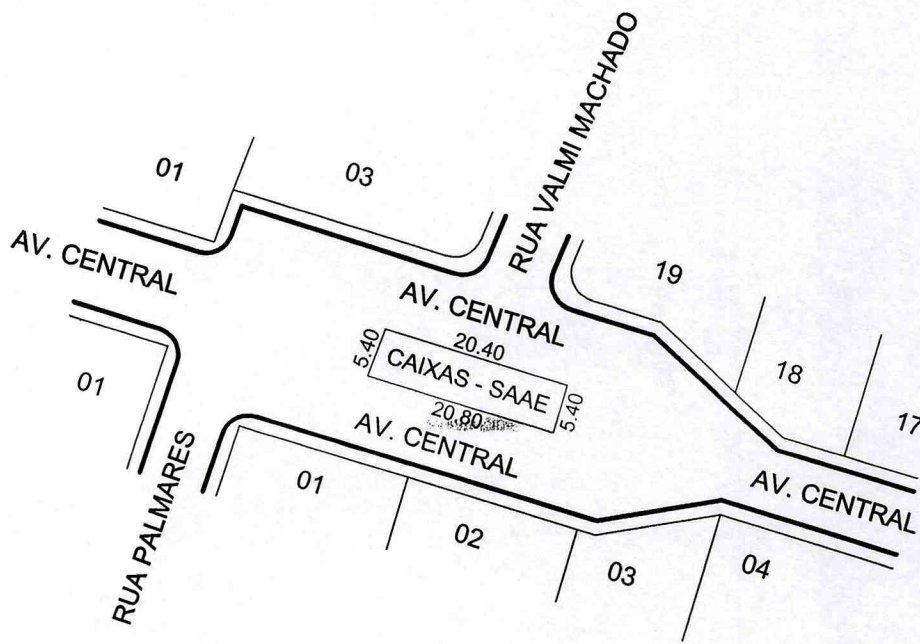 RUA VALMI MACHADO
01
03
AV. CENTRAL
AV. CENTRAL
19
20.40
5.40
CAIXAS - SAAE
5.40
20.80
18
17
01
AV. CENTRAL
AV. CENTRAL
RUA PALMARES
01
02
03
04